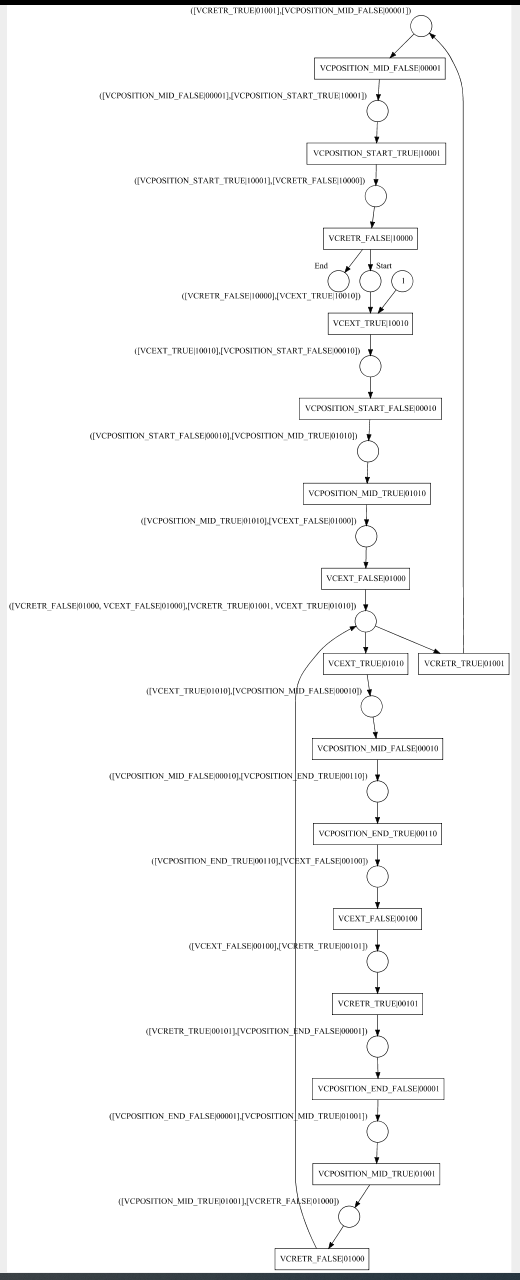 ([VCRETR_TRUE|01001],[VCPOSITION_MID_FALSE|00001])
VCPOSITION_MID_FALSE|00001
([VCPOSITION_MID_FALSE|00001],[VCPOSITION_START_TRUE|10001])
VCPOSITION_START_TRUE|10001
([VCPOSITION_START_TRUE|10001],[VCRETR_FALSE|10000])
VCRETR_FALSE|10000
End
Start
1
([VCRETR_FALSE|10000],[VCEXT_TRUE|10010])
VCEXT_TRUE|10010
([VCEXT_TRUE|10010],[VCPOSITION_START_FALSE|00010])
VCPOSITION_START_FALSE|00010
([VCPOSITION_START_FALSE|00010],[VCPOSITION_MID_TRUE|01010])
VCPOSITION_MID_TRUE|01010
([VCPOSITION_MID_TRUE|01010],[VCEXT_FALSE|01000])
VCEXT_FALSE|01000
([VCRETR_FALSE|01000, VCEXT_FALSE|01000],[VCRETR_TRUE|01001, VCEXT_TRUE|01010])
VCEXT_TRUE|01010
VCRETR_TRUE|01001
([VCEXT_TRUE|01010],[VCPOSITION_MID_FALSE|00010])
VCPOSITION_MID_FALSE|00010
([VCPOSITION_MID_FALSE|00010],[VCPOSITION_END_TRUE|00110])
VCPOSITION_END_TRUE|00110
([VCPOSITION_END_TRUE|00110],[VCEXT_FALSE|00100])
VCEXT_FALSE|00100
([VCEXT_FALSE|00100],[VCRETR_TRUE|00101])
VCRETR_TRUE|00101
([VCRETR_TRUE|00101],[VCPOSITION_END_FALSE|00001])
VCPOSITION_END_FALSE|00001
([VCPOSITION_END_FALSE|00001],[VCPOSITION_MID_TRUE|01001])
VCPOSITION_MID_TRUE|01001
([VCPOSITION_MID_TRUE|01001],[VCRETR_FALSE|01000])
VCRETR_FALSE|01000